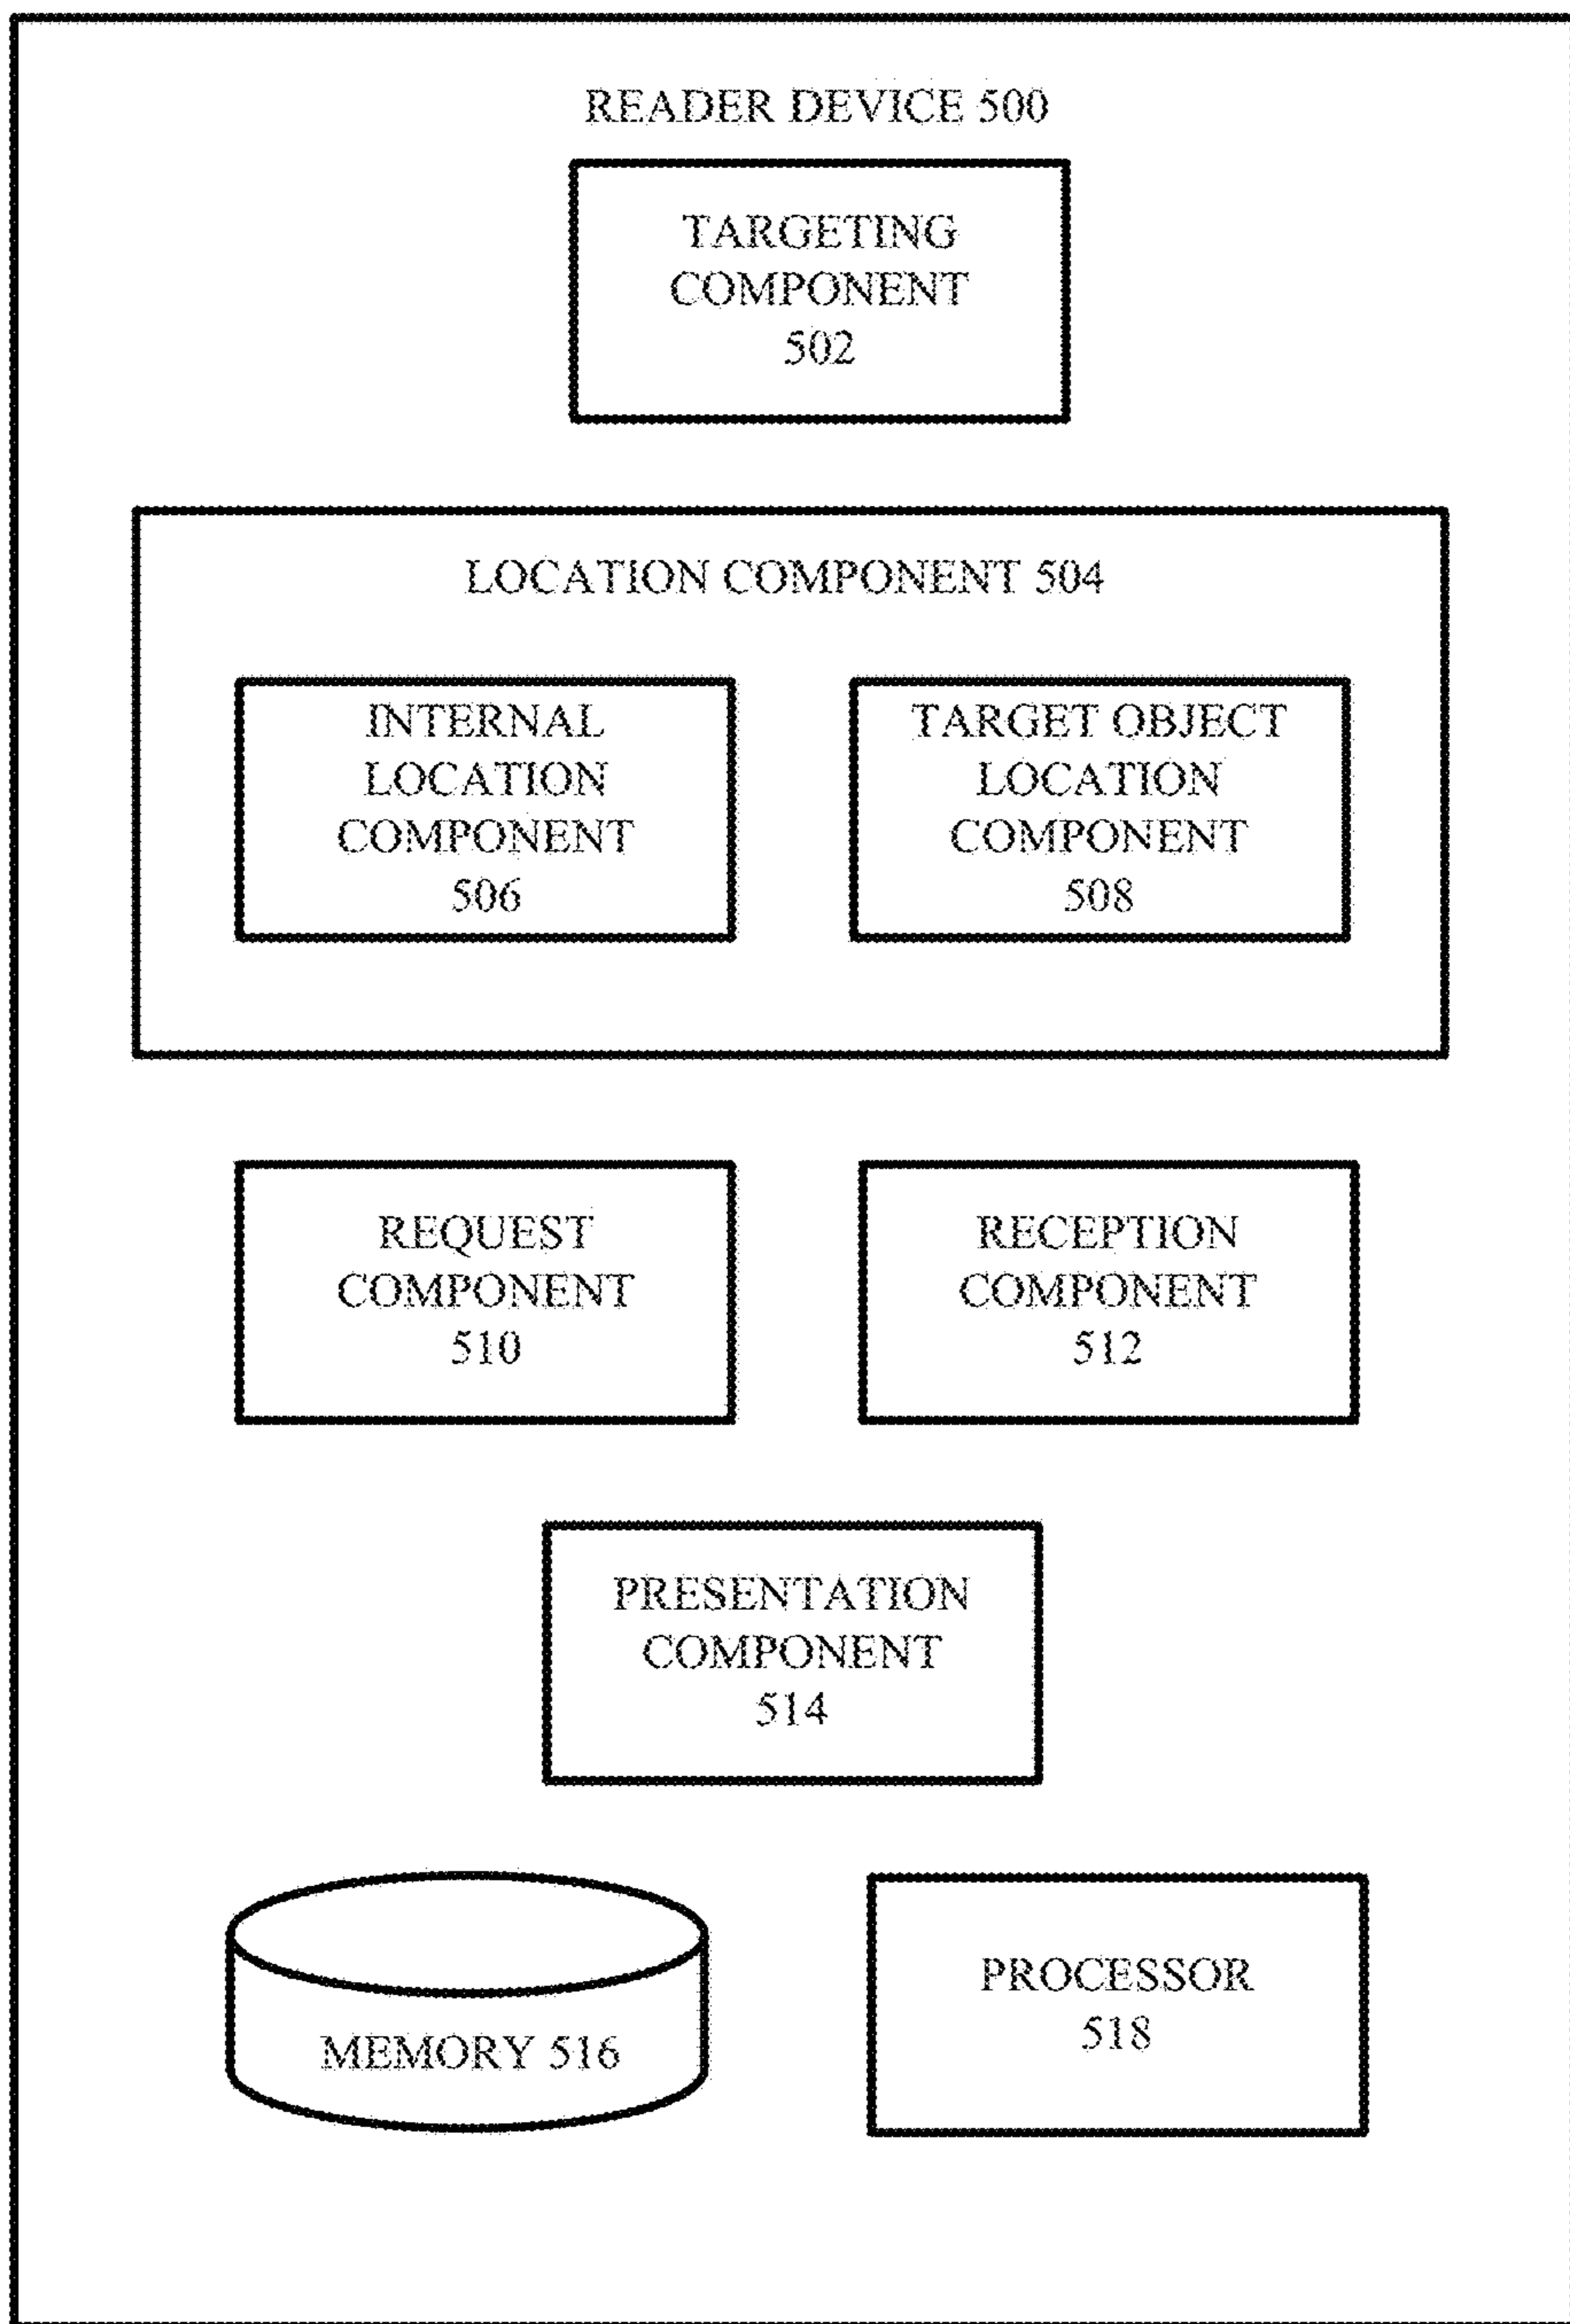 READER DEVICE 500
TARGETING
COMPONENT
502
LOCATION COMPONENT 504
INTERNAL
LOCATION
COMPONENT
506
TARGET OBJECT
LOCATION
COMPONENT
508
REQUEST
COMPONENT
510
RECEPTION
COMPONENT
512
PRESENTATION
COMPONENT
514
MEMORY 516
PROCESSOR
518